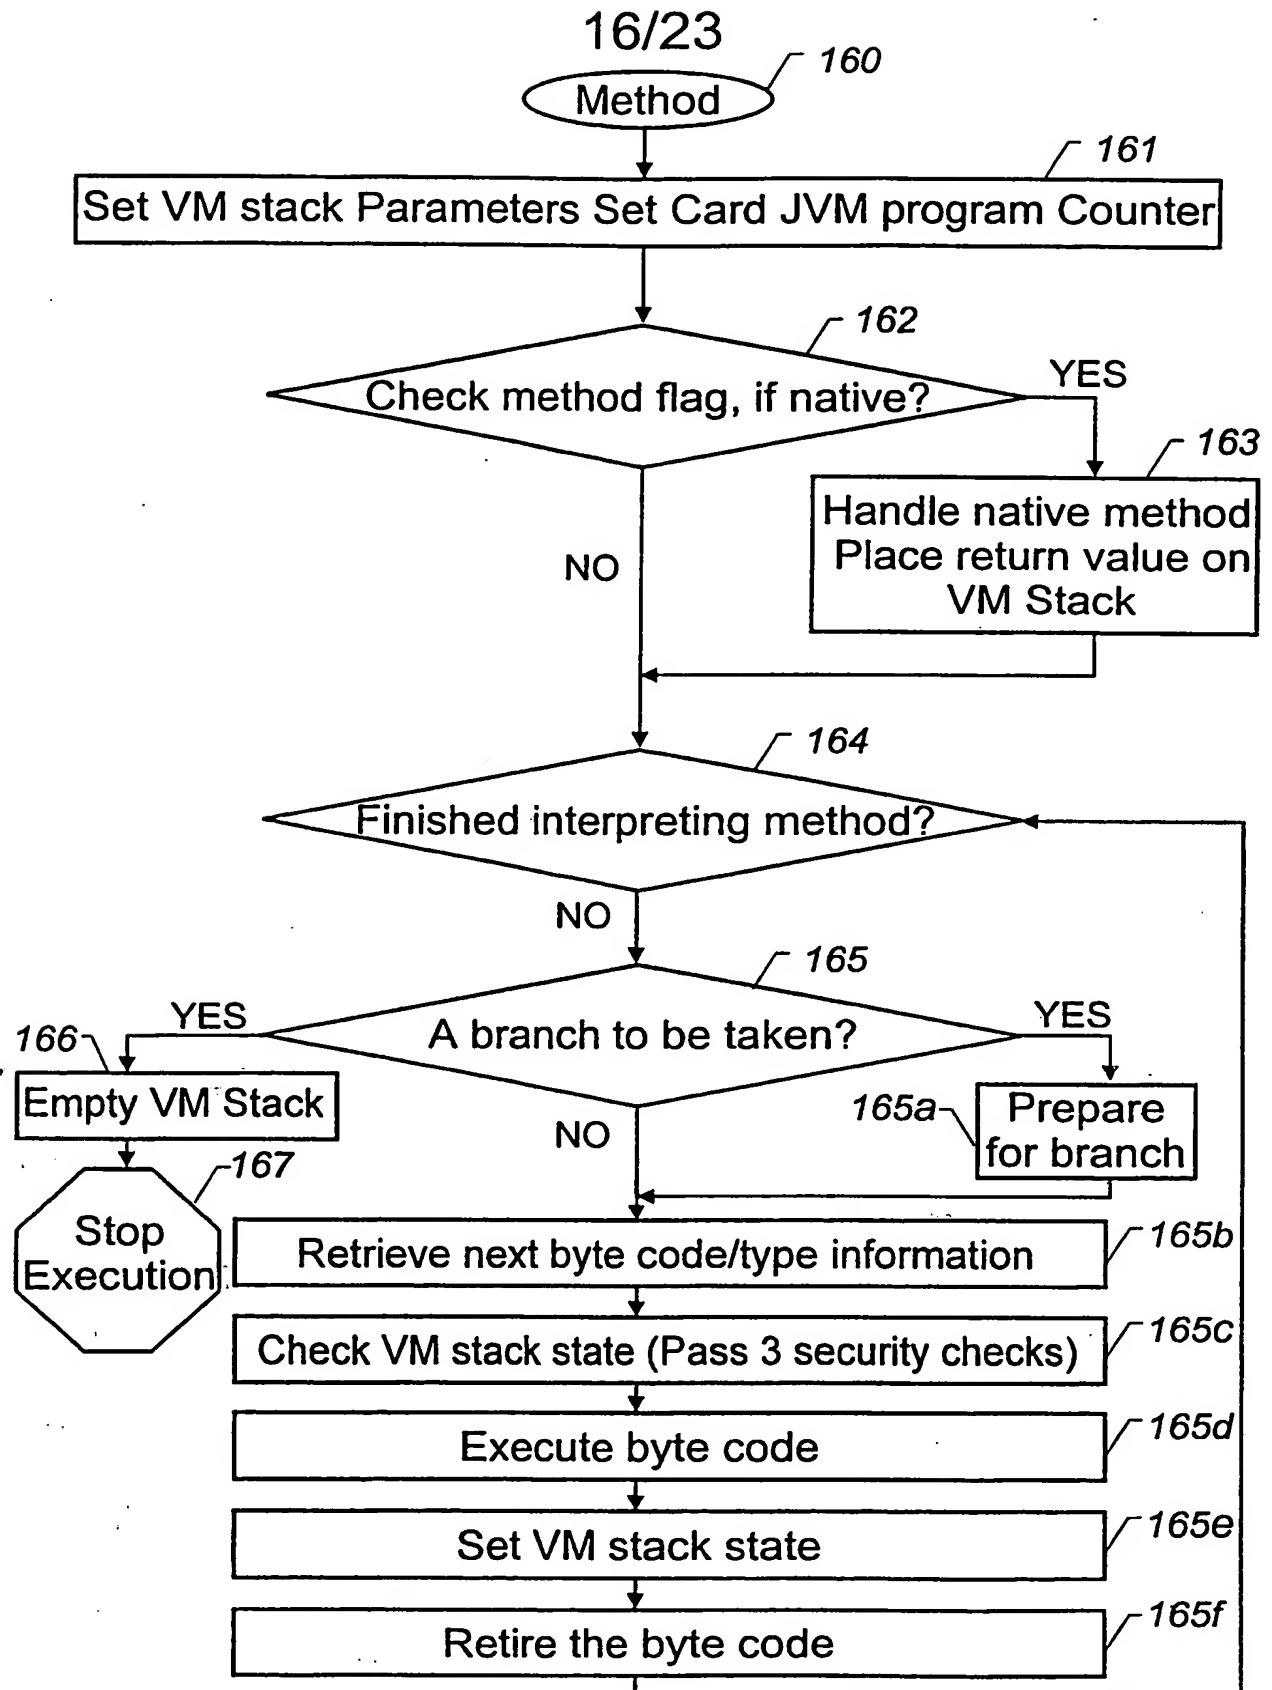 16/23
160
Method
161
Set VM stack Parameters Set Card JVM program Counter
162
Check method flag, if native?
YES
163
Handle native method
Place return value on
VM Stack
NO
164
Finished interpreting method?
NO
165
YES
A branch to be taken?
YES
166
Empty VM Stack
165a
Prepare
for branch
NO
167
Stop
Execution
165b
Retrieve next byte code/type information
165c
Check VM stack state (Pass 3 security checks)
165d
Execute byte code
165e
Set VM stack state
165f
Retire the byte code